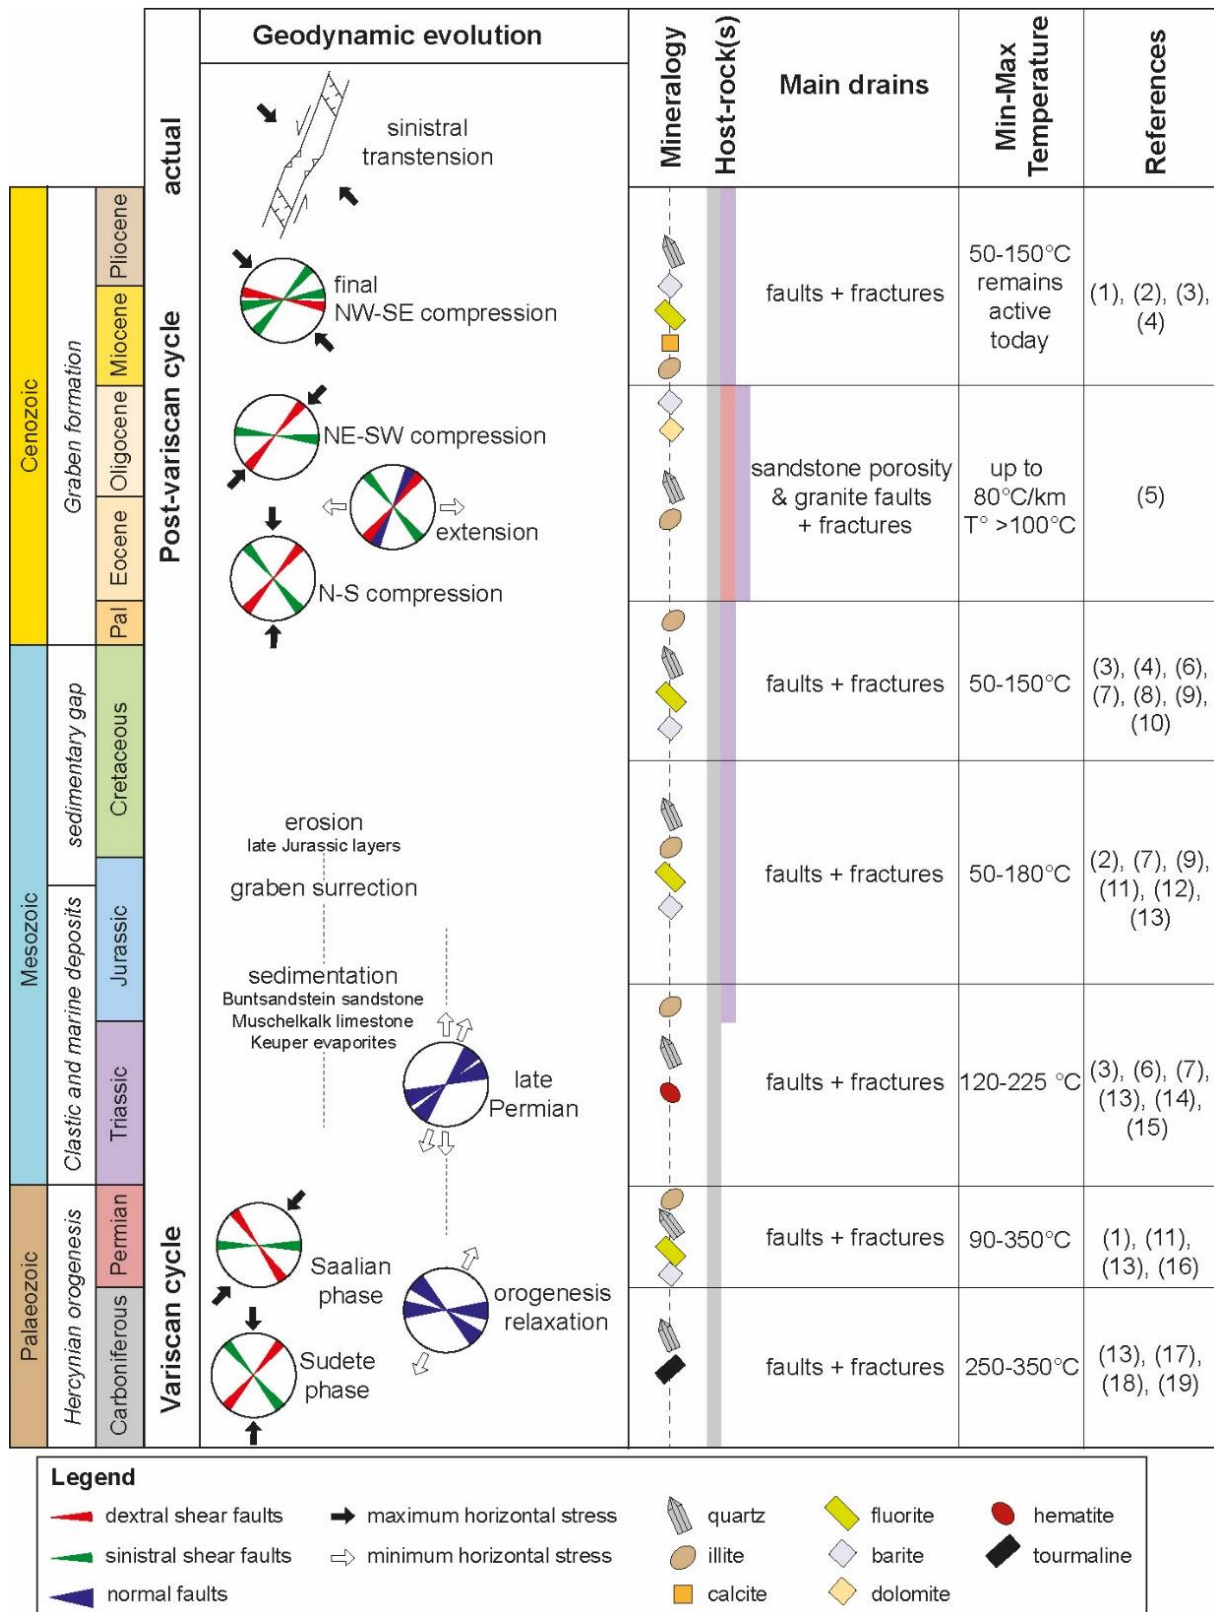 Geodynamic evolution
Mineralogy
Host-rock(s)
Main drains
Min-Max
Temperature
References
actual
Post-variscan cycle
Variscan cycle
Cenozoic
Mesozoic
Palaeozoic
Graben formation
sedimentary gap
Clastic and marine deposits
Hercynian orogenesis
Pliocene
Miocene
Oligocene
Eocene
Pal
Cretaceous
Jurassic
Triassic
Permian
Carboniferous
sinistral
transtension
final
NW-SE compression
NE-SW compression
extension
N-S compression
erosion
late Jurassic layers
graben surrection
sedimentation
Buntsandstein sandstone
Muschelkalk limestone
Keuper evaporites
late
Permian
Saalian
phase
orogenesis
relaxation
Sudete
phase
faults + fractures
50-150°C
remains
active
today
(1), (2), (3),
(4)
sandstone porosity
& granite faults
+ fractures
up to
80°C/km
T° >100°C
(5)
faults + fractures
50-150°C
(3), (4), (6),
(7), (8), (9),
(10)
faults + fractures
50-180°C
(2), (7), (9),
(11), (12),
(13)
faults + fractures
120-225 °C
(3), (6), (7),
(13), (14),
(15)
faults + fractures
90-350°C
(1), (11),
(13), (16)
faults + fractures
250-350°C
(13), (17),
(18), (19)
Legend
dextral shear faults
sinistral shear faults
normal faults
maximum horizontal stress
minimum horizontal stress
quartz
illite
calcite
fluorite
barite
dolomite
hematite
tourmaline